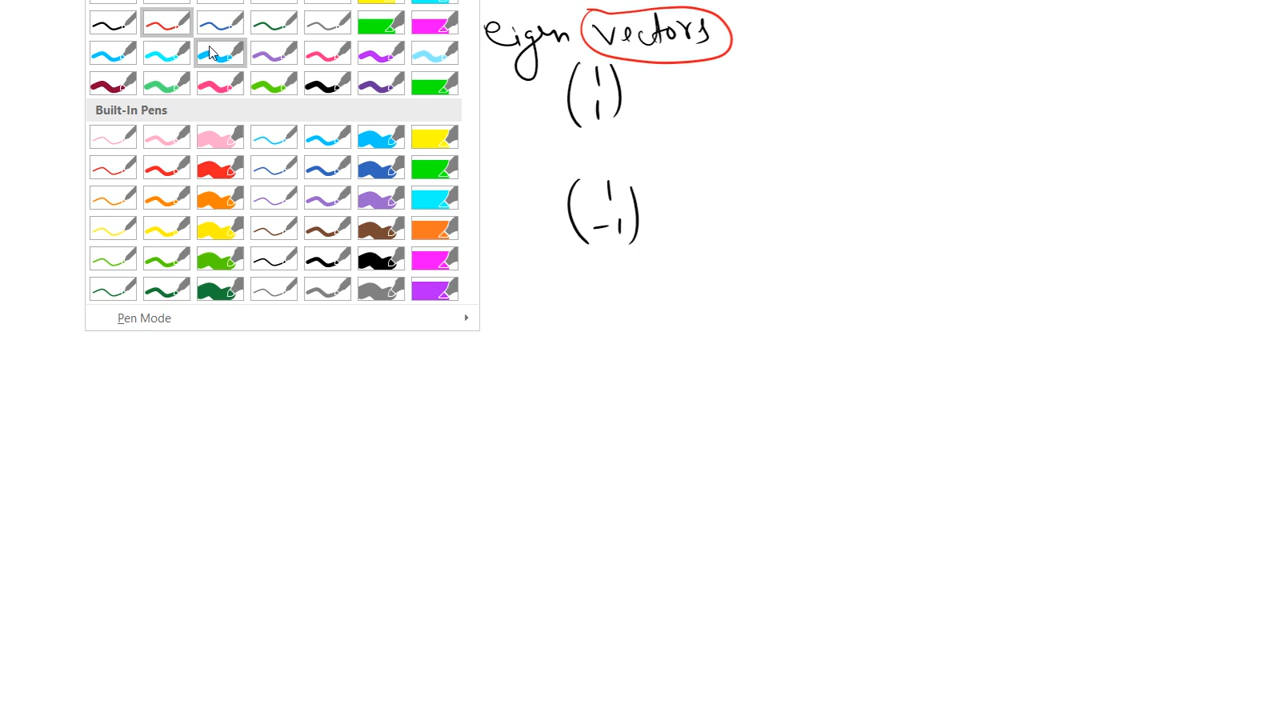 eigen vectors
(1
1)
(1
-1)
Built-In Pens
Pen Mode